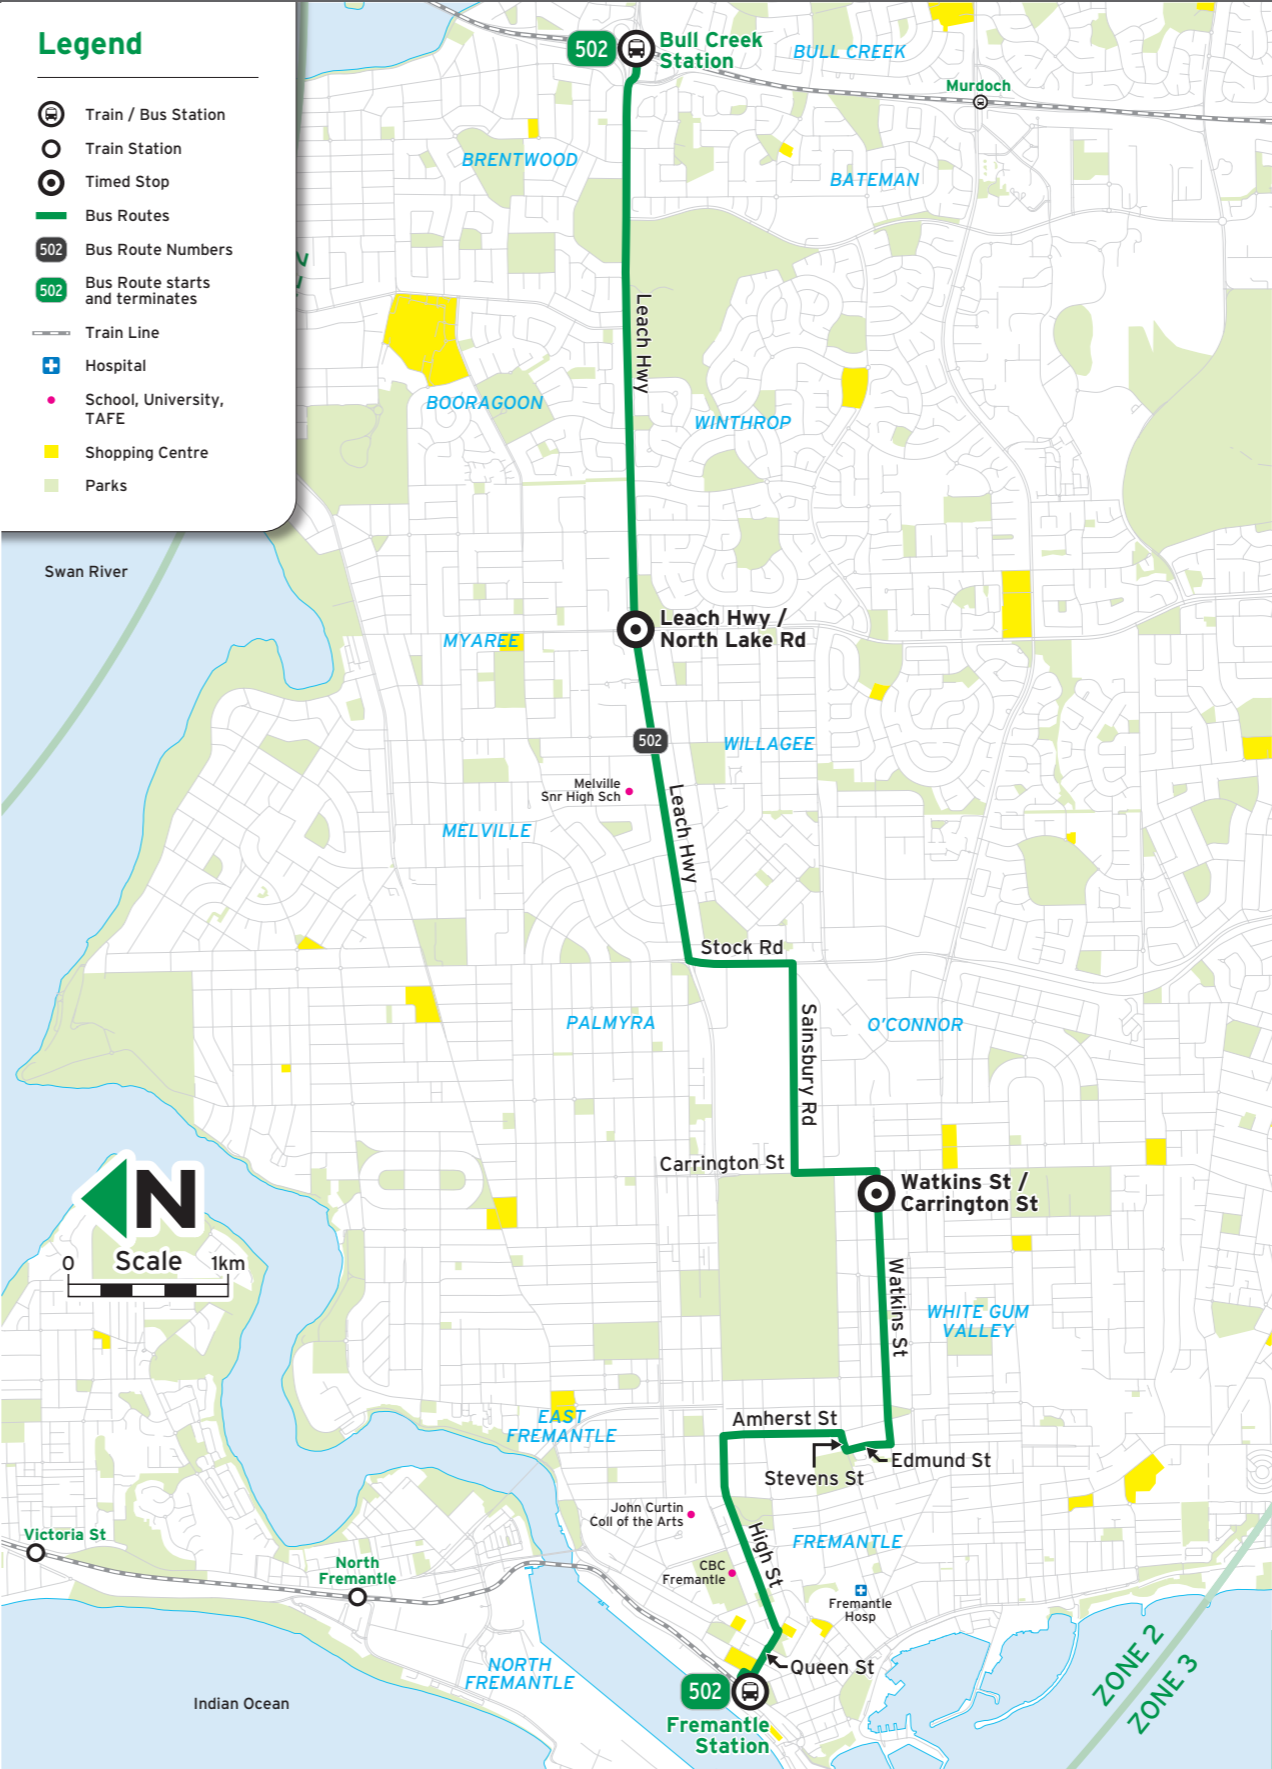 Legend
Train / Bus Station
Train Station
Timed Stop
Bus Routes
502
Bus Route Numbers
502
Bus Route starts
and terminates
Train Line
Hospital
School, University,
TAFE
Shopping Centre
Parks
502
Bull Creek
Station
BULL CREEK
Murdoch
BRENTWOOD
BATEMAN
Leach Hwy
BOORAGOON
WINTHROP
Swan River
Leach Hwy /
North Lake Rd
MYAREE
502
WILLAGEE
Melville
Snr High Sch
Leach Hwy
MELVILLE
Stock Rd
PALMYRA
Sainsbury Rd
O'CONNOR
Carrington St
Watkins St /
Carrington St
N
0
Scale
1km
Watkins St
WHITE GUM
VALLEY
EAST
FREMANTLE
Amherst St
Stevens St
Edmund St
John Curtin
Coll of the Arts
High St
FREMANTLE
Victoria St
North
Fremantle
CBC
Fremantle
Fremantle
Hosp
Queen St
NORTH
FREMANTLE
502
Fremantle
Station
Indian Ocean
ZONE 2
ZONE 3